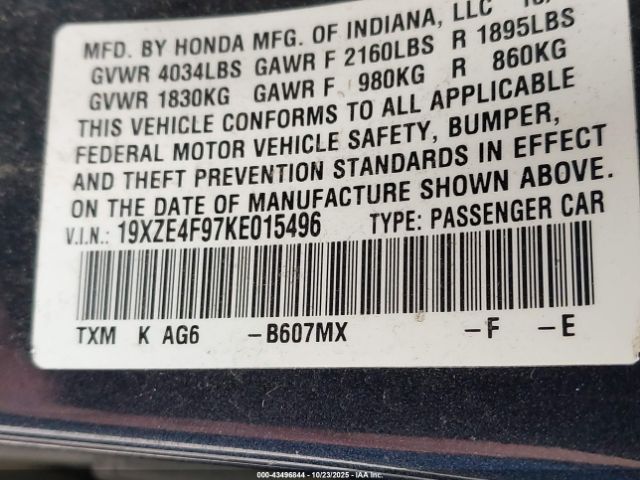 MFD. BY HONDA MFG. OF INDIANA, LLC
GVWR 4034LBS GAWR F 2160LBS R 1895LBS
GVWR 1830KG GAWR F 980KG R 860KG
THIS VEHICLE CONFORMS TO ALL APPLICABLE
FEDERAL MOTOR VEHICLE SAFETY, BUMPER,
AND THEFT PREVENTION STANDARDS IN EFFECT
ON THE DATE OF MANUFACTURE SHOWN ABOVE.
V.I.N.: 19XZE4F97KE015496 TYPE: PASSENGER CAR
TXM K AG6 -B607MX -F -E
© 43496844 - 10/23/2025 - IAA, Inc.